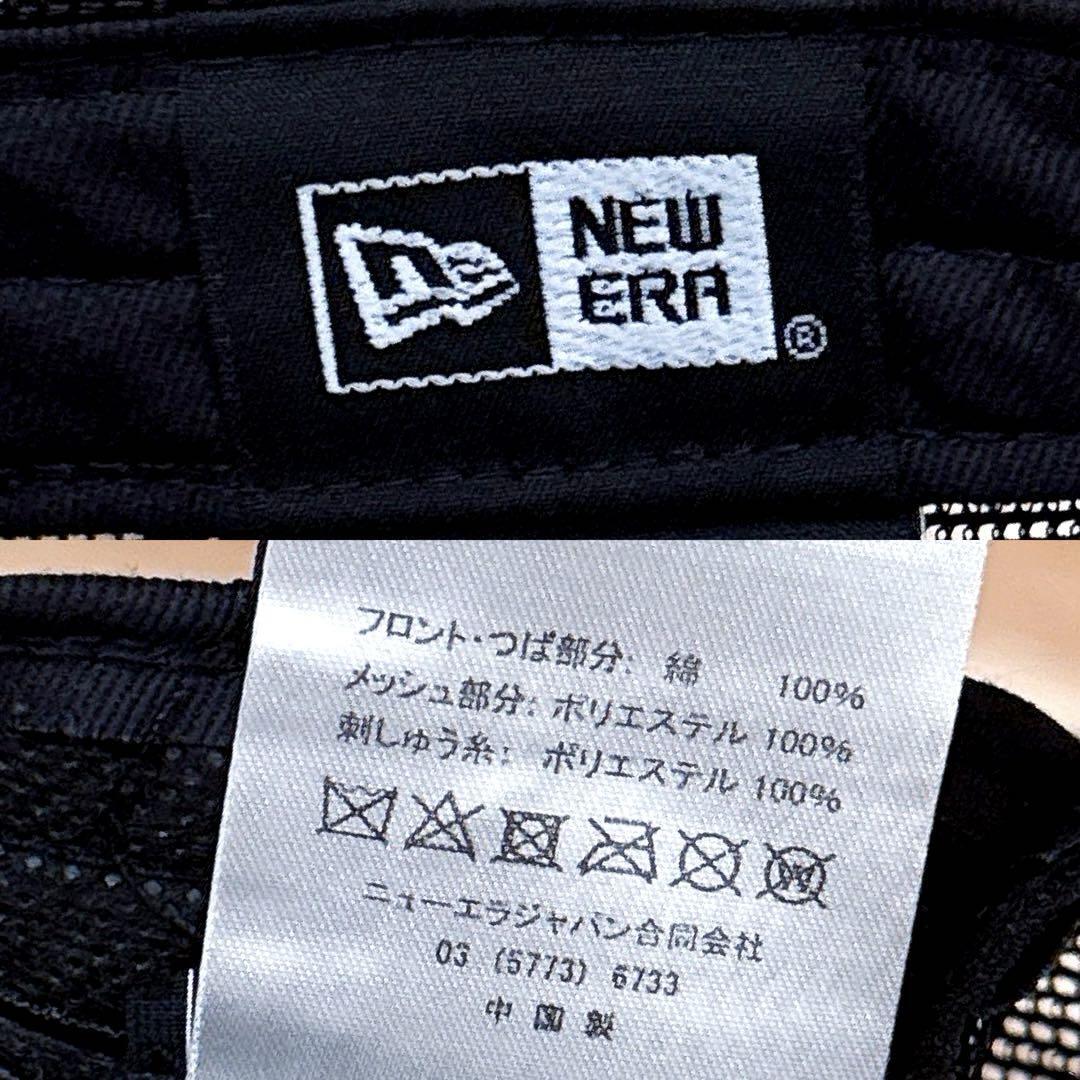 NE
NEW
ERA
®
フロント・つば部分: 綿 100%
メッシュ部分: ポリエステル 100%
刺しゅう糸: ポリエステル 100%
ニューエラジャパン合同会社
03 (5773) 6733
中国製